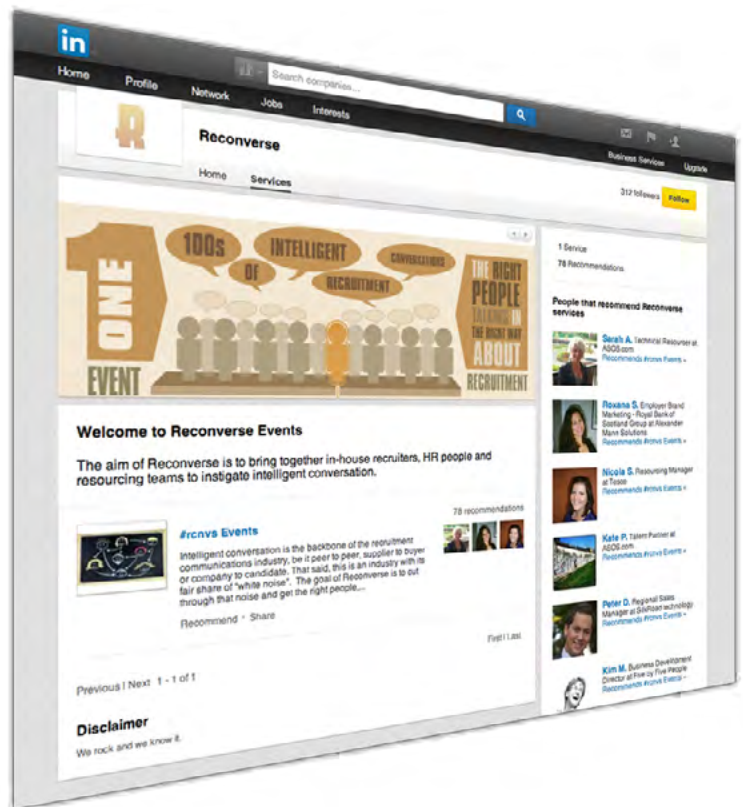 in
Search companies...
Home Profile Network Jobs Interests
Business Services Upgrade
R
Reconverse
Home Services
312 followers Follow
ONE
1
EVENT
100s
OF
INTELLIGENT
RECRUITMENT
CONVERSATIONS
THE RIGHT
PEOPLE
TALKING IN
THE RIGHT WAY
ABOUT
RECRUITMENT
Welcome to Reconverse Events
The aim of Reconverse is to bring together in-house recruiters, HR people and
resourcing teams to instigate intelligent conversation.
78 recommendations
#rcnvs Events
Intelligent conversation is the backbone of the recruitment
communications industry, be it peer to peer, supplier to buyer
or company to candidate. That said, this is an industry with its
fair share of "white noise". The goal of Reconverse is to cut
through that noise and get the right people...
Recommend · Share
First | Last
Previous | Next 1 - 1 of 1
Disclaimer
We rock and we know it.
1 Service
78 Recommendations
People that recommend Reconverse
services
Sarah A. Technical Resourcer at
ASOS.com
Recommends #rcnvs Events »
Roxana S. Employer Brand
Marketing - Royal Bank of
Scotland Group at Alexander
Mann Solutions
Recommends #rcnvs Events »
Nicola S. Resourcing Manager
at Tesco
Recommends #rcnvs Events »
Kate P. Talent Partner at
ASOS.com
Recommends #rcnvs Events »
Peter D. Regional Sales
Manager at SilkRoad technology
Recommends #rcnvs Events »
Kim M. Business Development
Director at Five by Five People
Recommends #rcnvs Events »